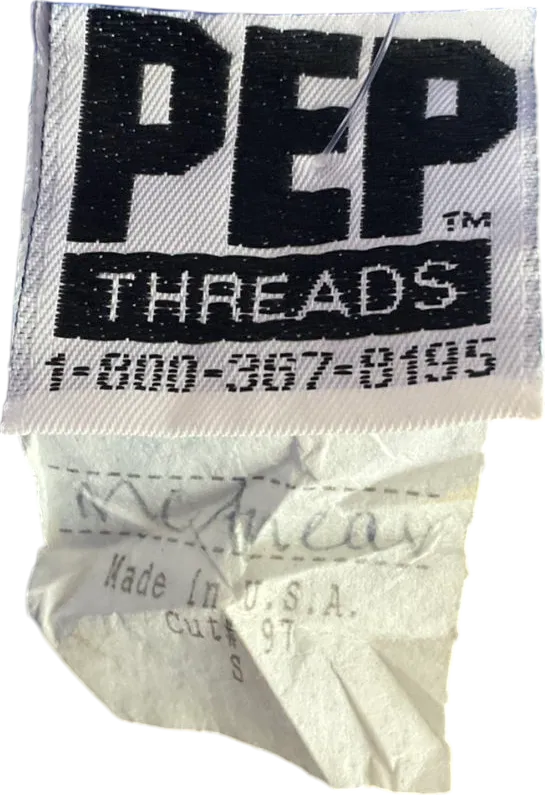 PEP
TM
THREADS
1-800-367-8195
Made in U.S.A.
Cut# 97
S